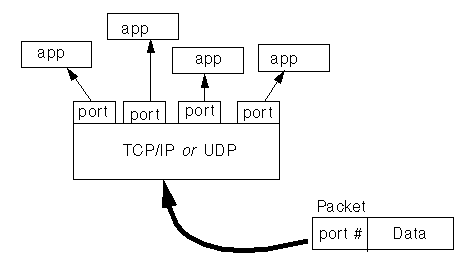 app
app
app
app
port
port
port
port
TCP/IP or UDP
Packet
port #
Data